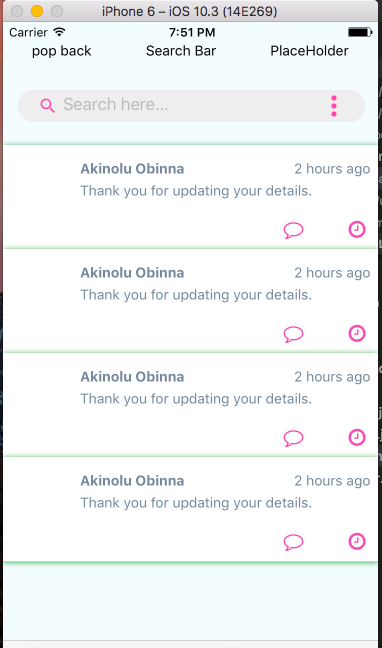 iPhone 6 – iOS 10.3 (14E269)
Carrier 7:51 PM
pop back Search Bar PlaceHolder
Search here...
Akinolu Obinna 2 hours ago
Thank you for updating your details.
Akinolu Obinna 2 hours ago
Thank you for updating your details.
Akinolu Obinna 2 hours ago
Thank you for updating your details.
Akinolu Obinna 2 hours ago
Thank you for updating your details.